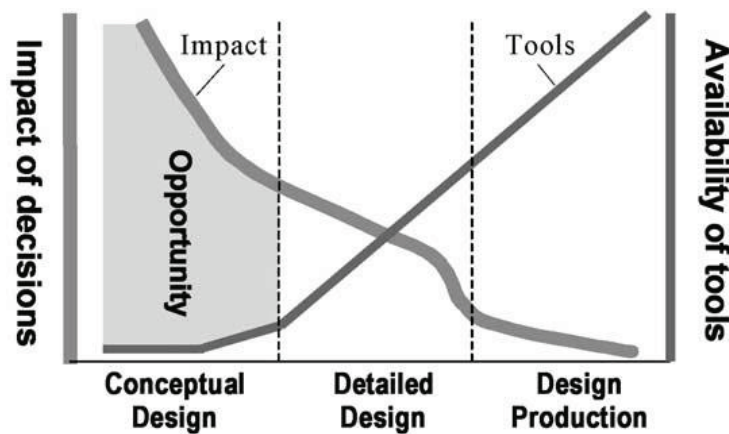 Impact of decisions
Impact
Opportunity
Tools
Availability of tools
Conceptual
Design
Detailed
Design
Design
Production